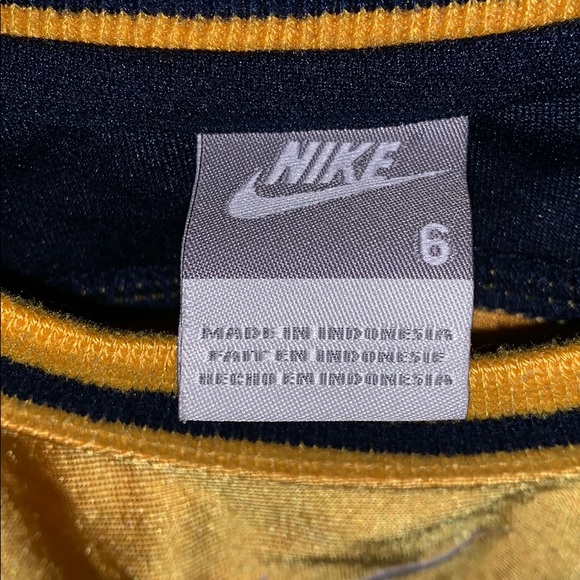 NIKE
6
MADE IN INDONESIA
FAIT EN INDONESIE
HECHO EN INDONESIA